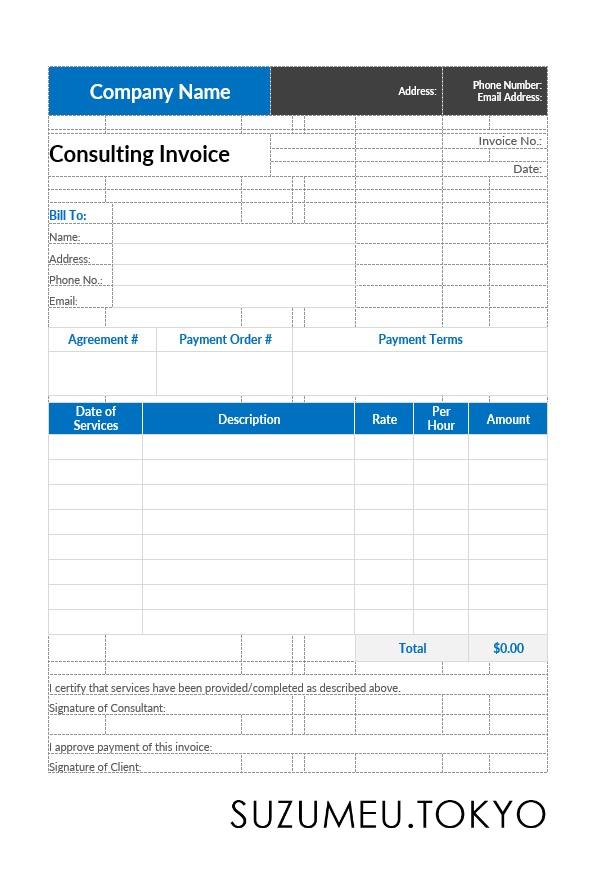 Company Name
Address:
Phone Number:
Email Address:
Consulting Invoice
Invoice No.:
Date:
Bill To:
Name:
Address:
Phone No.:
Email:
Agreement # Payment Order # Payment Terms
Date of Services Description Rate Per Hour Amount
Total $0.00
I certify that services have been provided/completed as described above.
Signature of Consultant:
I approve payment of this invoice:
Signature of Client:
SUZUMEU.TOKYO